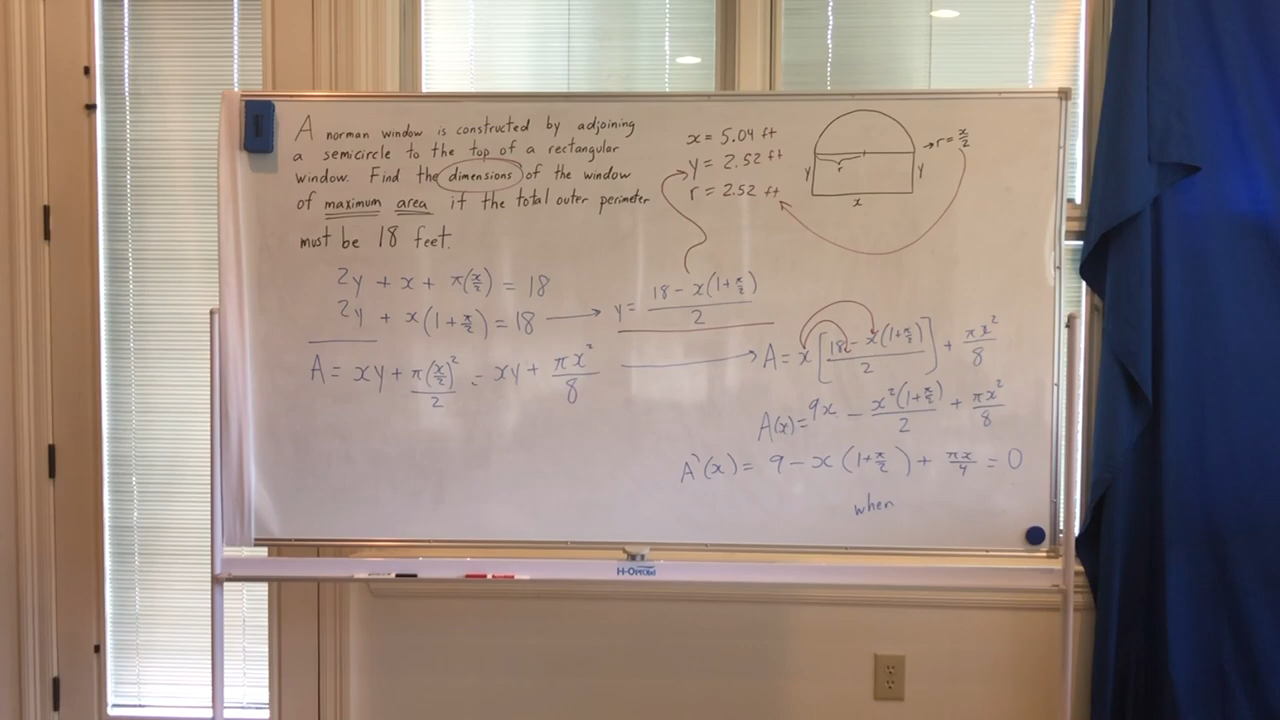 A norman window is constructed by adjoining
a semicircle to the top of a rectangular
window. Find the dimensions of the window
of maximum area if the total outer perimeter
must be 18 feet.
x = 5.04 ft
y = 2.52 ft
r = 2.52 ft
y r y
x
→ r = x/2
2y + x + π(x/2) = 18
2y + x(1+π/2) = 18 → y = (18 - x(1+π/2))/2
A = xy + π(x/2)²/2 = xy + πx²/8 → A = x[(18 - x(1+π/2))/2] + πx²/8
A(x) = 9x - x²(1+π/2)/2 + πx²/8
A'(x) = 9 - x(1+π/2) + πx/4 = 0
when